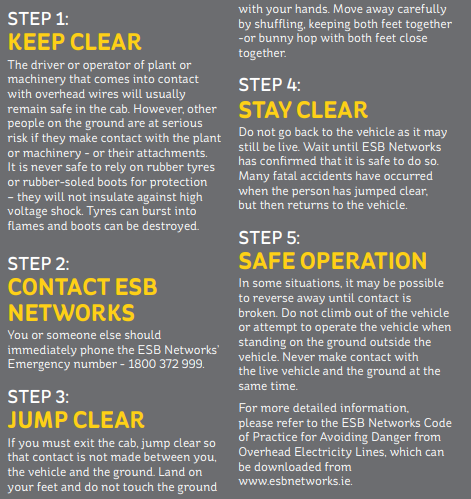 STEP 1:
KEEP CLEAR
The driver or operator of plant or
machinery that comes into contact
with overhead wires will usually
remain safe in the cab. However, other
people on the ground are at serious
risk if they make contact with the plant
or machinery - or their attachments.
It is never safe to rely on rubber tyres
or rubber-soled boots for protection
– they will not insulate against high
voltage shock. Tyres can burst into
flames and boots can be destroyed.
STEP 2:
CONTACT ESB
NETWORKS
You or someone else should
immediately phone the ESB Networks'
Emergency number - 1800 372 999.
STEP 3:
JUMP CLEAR
If you must exit the cab, jump clear so
that contact is not made between you,
the vehicle and the ground. Land on
your feet and do not touch the ground
with your hands. Move away carefully
by shuffling, keeping both feet together
-or bunny hop with both feet close
together.
STEP 4:
STAY CLEAR
Do not go back to the vehicle as it may
still be live. Wait until ESB Networks
has confirmed that it is safe to do so.
Many fatal accidents have occurred
when the person has jumped clear,
but then returns to the vehicle.
STEP 5:
SAFE OPERATION
In some situations, it may be possible
to reverse away until contact is
broken. Do not climb out of the vehicle
or attempt to operate the vehicle when
standing on the ground outside the
vehicle. Never make contact with
the live vehicle and the ground at the
same time.
For more detailed information,
please refer to the ESB Networks Code
of Practice for Avoiding Danger from
Overhead Electricity Lines, which can
be downloaded from
www.esbnetworks.ie.